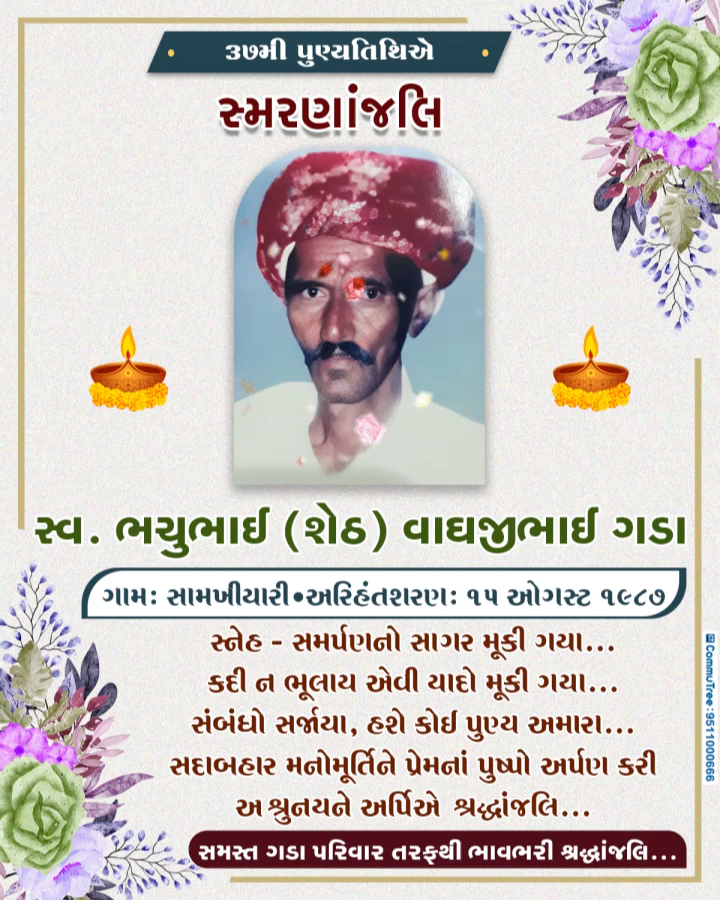 ૩૭મી પુણ્યતિથિએ
સ્મરણાંજલિ
સ્વ. ભચુભાઈ (શેઠ) વાઘજીભાઈ ગડા
ગામઃ સામખીયારી•અરિહંતશરણઃ ૧૫ ઓગસ્ટ ૧૯૮૭
સ્નેહ - સમર્પણનો સાગર મૂકી ગયા...
કદી ન ભૂલાય એવી યાદો મૂકી ગયા...
સંબંધો સર્જાયા, હશે કોઈ પુણ્ય અમારા...
સદાબહાર મનોમૂર્તિને પ્રેમનાં પુષ્પો અર્પણ કરી
અશ્રુનયને અર્પિએ શ્રદ્ધાંજલિ...
સમસ્ત ગડા પરિવાર તરફથી ભાવભરી શ્રદ્ધાંજલિ...
CommuTree :9511000666